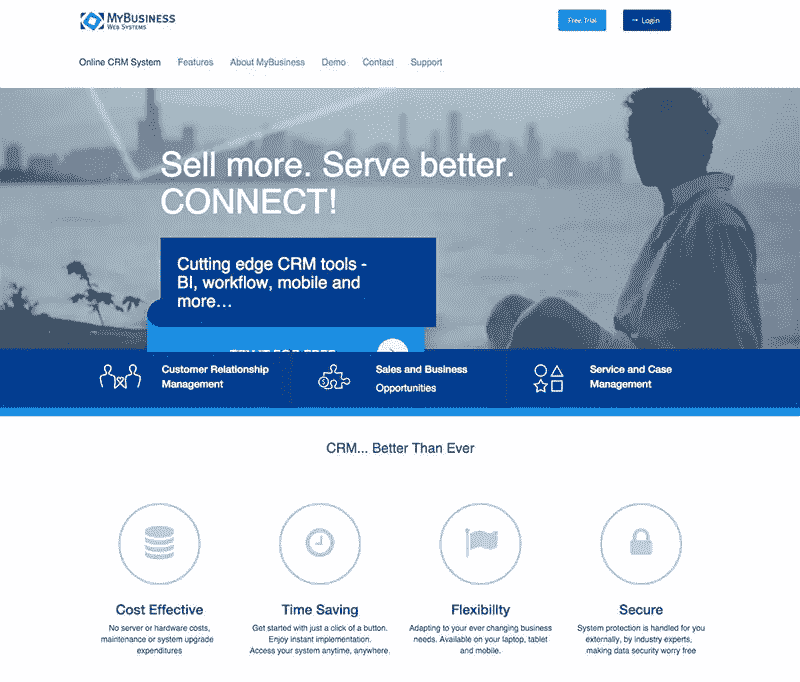 MYBUSINESS
WEB SYSTEMS
Free Trial
→ Login
Online CRM System Features About MyBusiness Demo Contact Support
Sell more. Serve better.
CONNECT!
Cutting edge CRM tools -
BI, workflow, mobile and
more...
TRY IT FOR FREE
Customer Relationship
Management
Sales and Business
Opportunities
Service and Case
Management
CRM... Better Than Ever
Cost Effective
No server or hardware costs,
maintenance or system upgrade
expenditures
Time Saving
Get started with just a click of a button.
Enjoy instant implementation.
Access your system anytime, anywhere.
Flexibility
Adapting to your ever changing business
needs. Available on your laptop, tablet
and mobile.
Secure
System protection is handled for you
externally, by industry experts,
making data security worry free